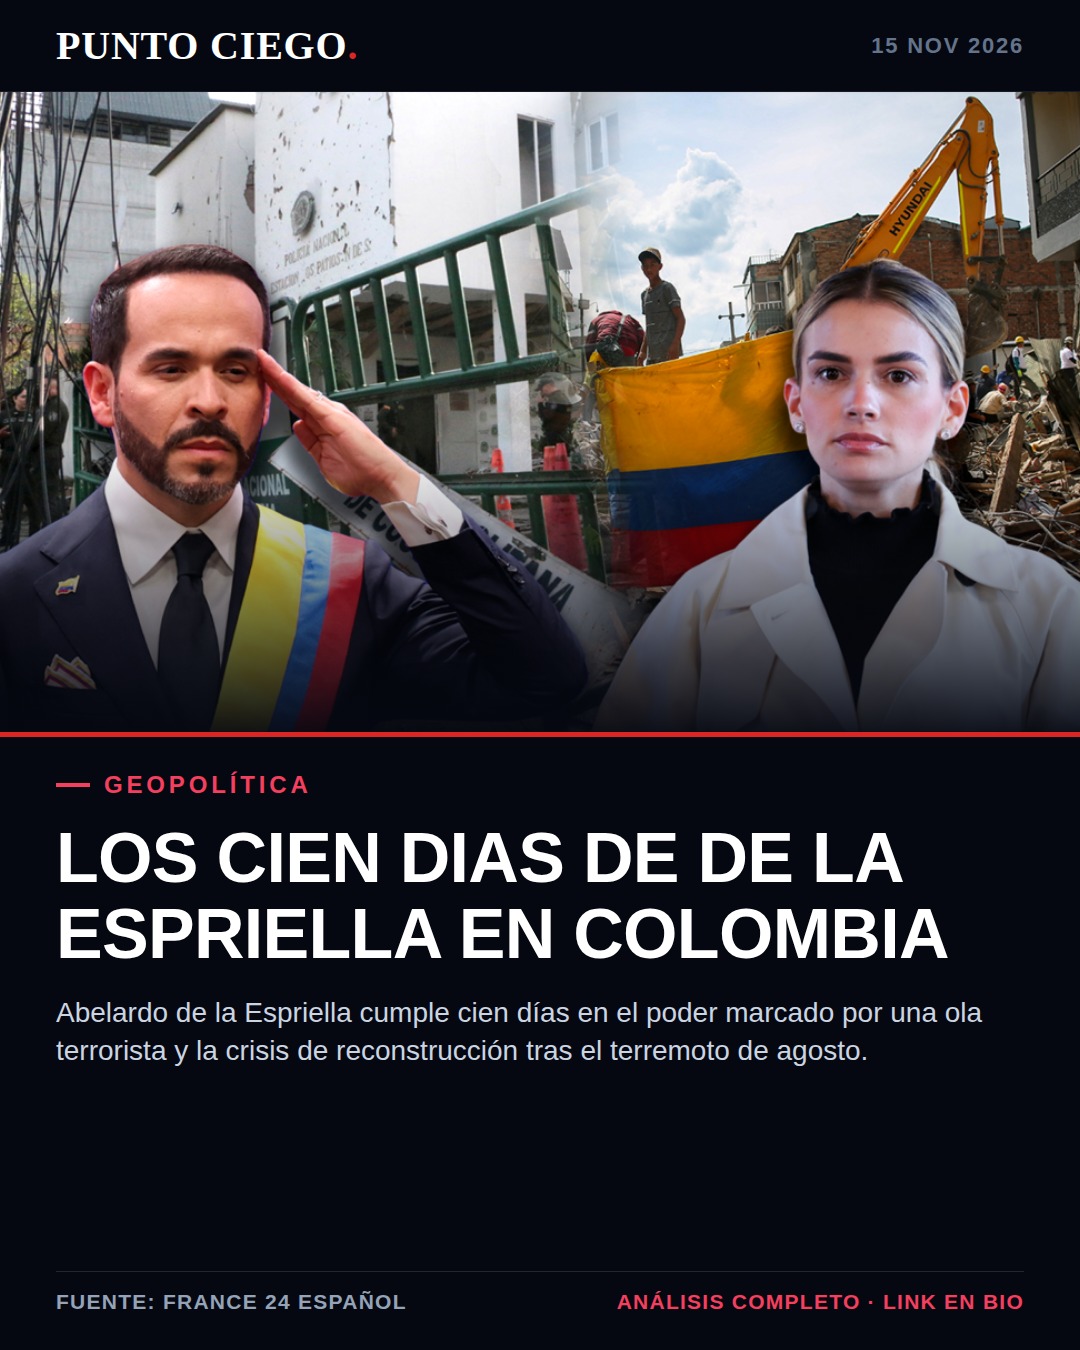 PUNTO CIEGO.
15 NOV 2026
POLICÍA NACIONAL
HYUNDAI
GEOPOLÍTICA
LOS CIEN DIAS DE DE LA
ESPRIELLA EN COLOMBIA
Abelardo de la Espriella cumple cien días en el poder marcado por una ola
terrorista y la crisis de reconstrucción tras el terremoto de agosto.
FUENTE: FRANCE 24 ESPAÑOL
ANÁLISIS COMPLETO · LINK EN BIO